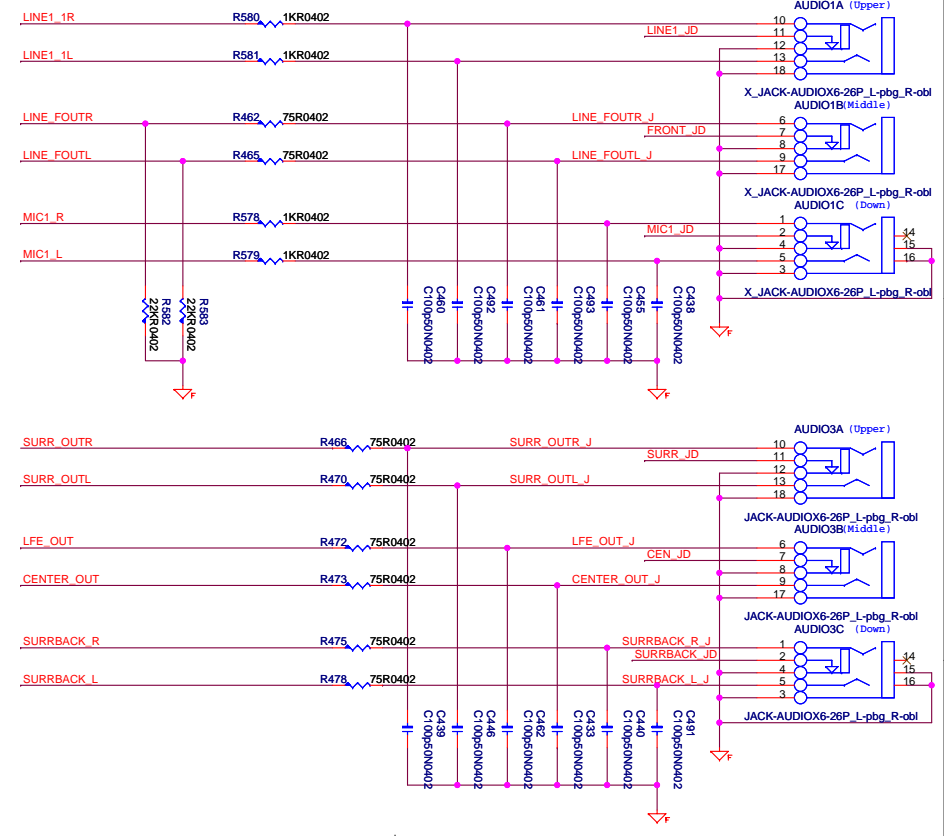 AUDIO1A (Upper)
LINE1_1R R580 1KR0402 10
LINE1_JD 11
12
LINE1_1L R581 1KR0402 13
18
X_JACK-AUDIOX6-26P_L-pbg_R-obl
AUDIO1B(Middle)
LINE_FOUTR R462 75R0402 LINE_FOUTR_J 6
FRONT_JD 7
8
LINE_FOUTL R465 75R0402 LINE_FOUTL_J 9
17
X_JACK-AUDIOX6-26P_L-pbg_R-obl
AUDIO1C (Down)
MIC1_R R578 1KR0402 1
MIC1_JD 2 14
4 15
MIC1_L R579 1KR0402 5 16
3
X_JACK-AUDIOX6-26P_L-pbg_R-obl
R582
22KR0402
R583
22KR0402
C460
C100p50N0402
C492
C100p50N0402
C461
C100p50N0402
C493
C100p50N0402
C455
C100p50N0402
C438
C100p50N0402
F
F
F
AUDIO3A (Upper)
SURR_OUTR R466 75R0402 SURR_OUTR_J 10
SURR_JD 11
12
SURR_OUTL R470 75R0402 SURR_OUTL_J 13
18
JACK-AUDIOX6-26P_L-pbg_R-obl
AUDIO3B(Middle)
LFE_OUT R472 75R0402 LFE_OUT_J 6
CEN_JD 7
8
CENTER_OUT R473 75R0402 CENTER_OUT_J 9
17
JACK-AUDIOX6-26P_L-pbg_R-obl
AUDIO3C (Down)
SURRBACK_R R475 75R0402 SURRBACK_R_J 1
SURRBACK_JD 2 14
4 15
SURRBACK_L R478 75R0402 SURRBACK_L_J 5 16
3
JACK-AUDIOX6-26P_L-pbg_R-obl
C439
C100p50N0402
C446
C100p50N0402
C462
C100p50N0402
C433
C100p50N0402
C440
C100p50N0402
C491
C100p50N0402
F
F